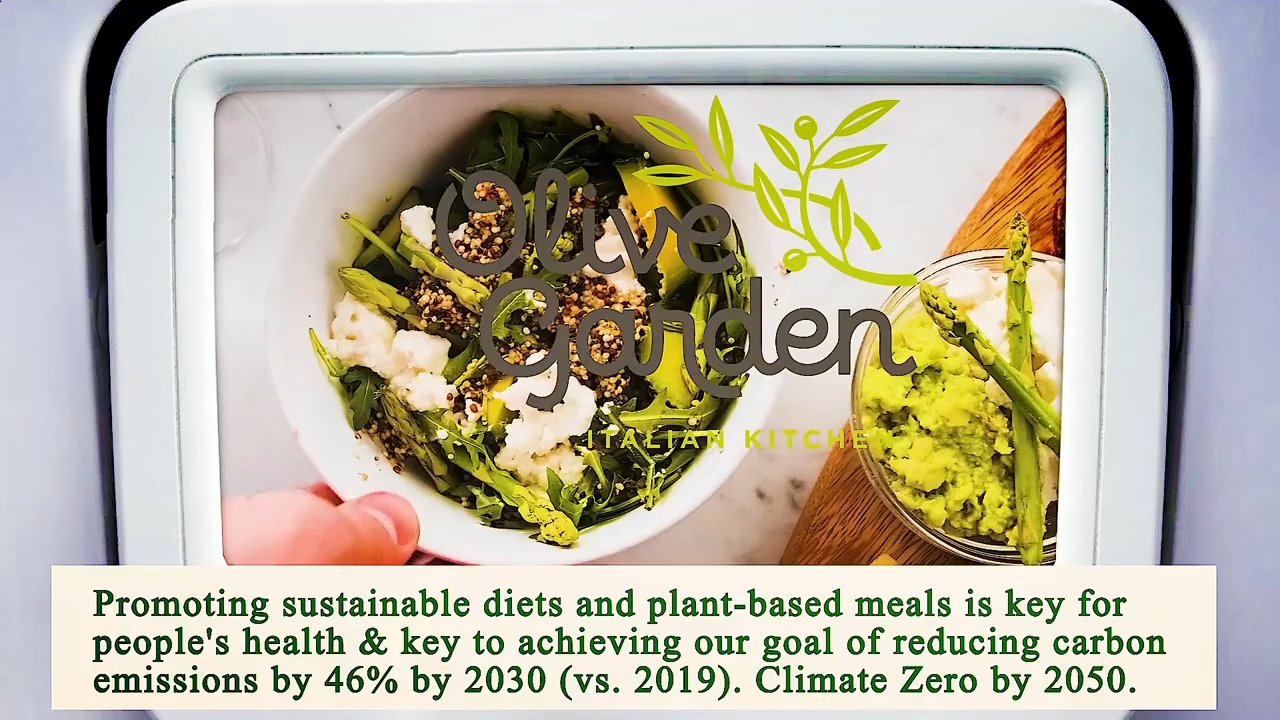 Olive
Garden
ITALIAN KITCHEN
Promoting sustainable diets and plant-based meals is key for
people's health & key to achieving our goal of reducing carbon
emissions by 46% by 2030 (vs. 2019). Climate Zero by 2050.